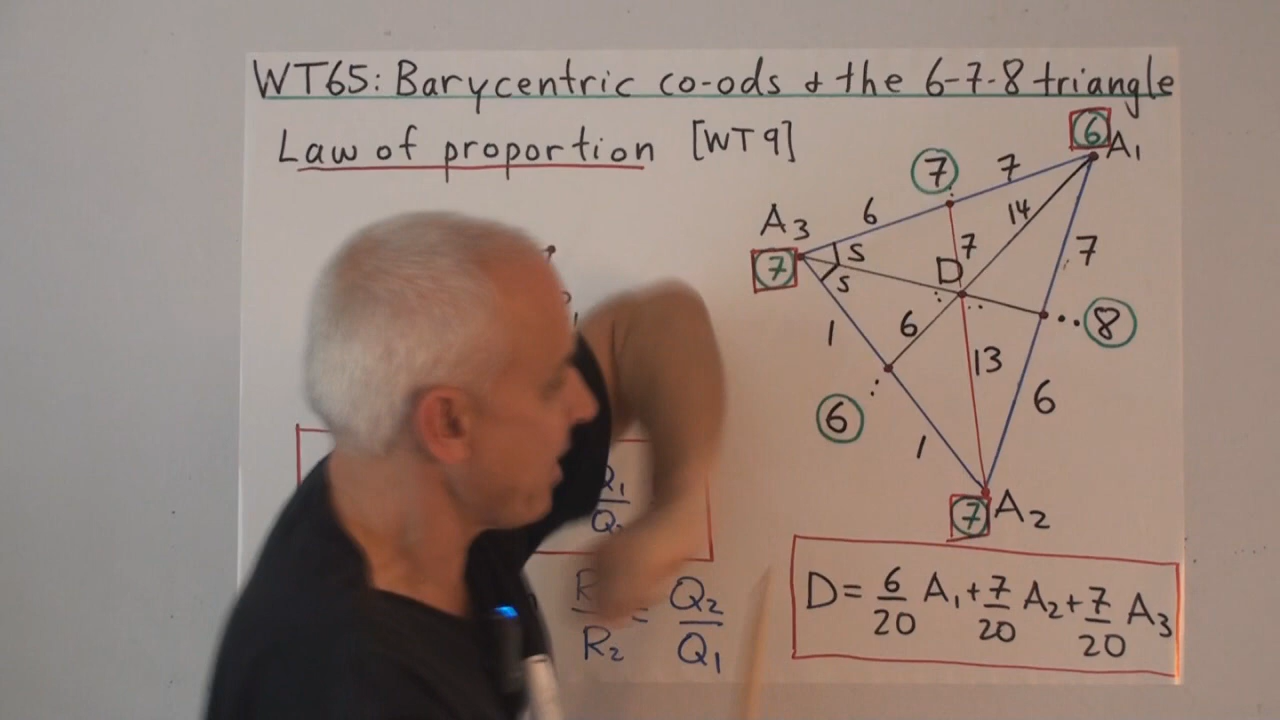 WT65: Barycentric co-ods & the 6-7-8 triangle
Law of proportion [WT9]
6
A1
7
7
6
14
A3
7
s
s
7
D
7
1
6
8
13
6
6
1
7
A2
Q1
R
R2
=
Q2
Q1
D = 6/20 A1 + 7/20 A2 + 7/20 A3